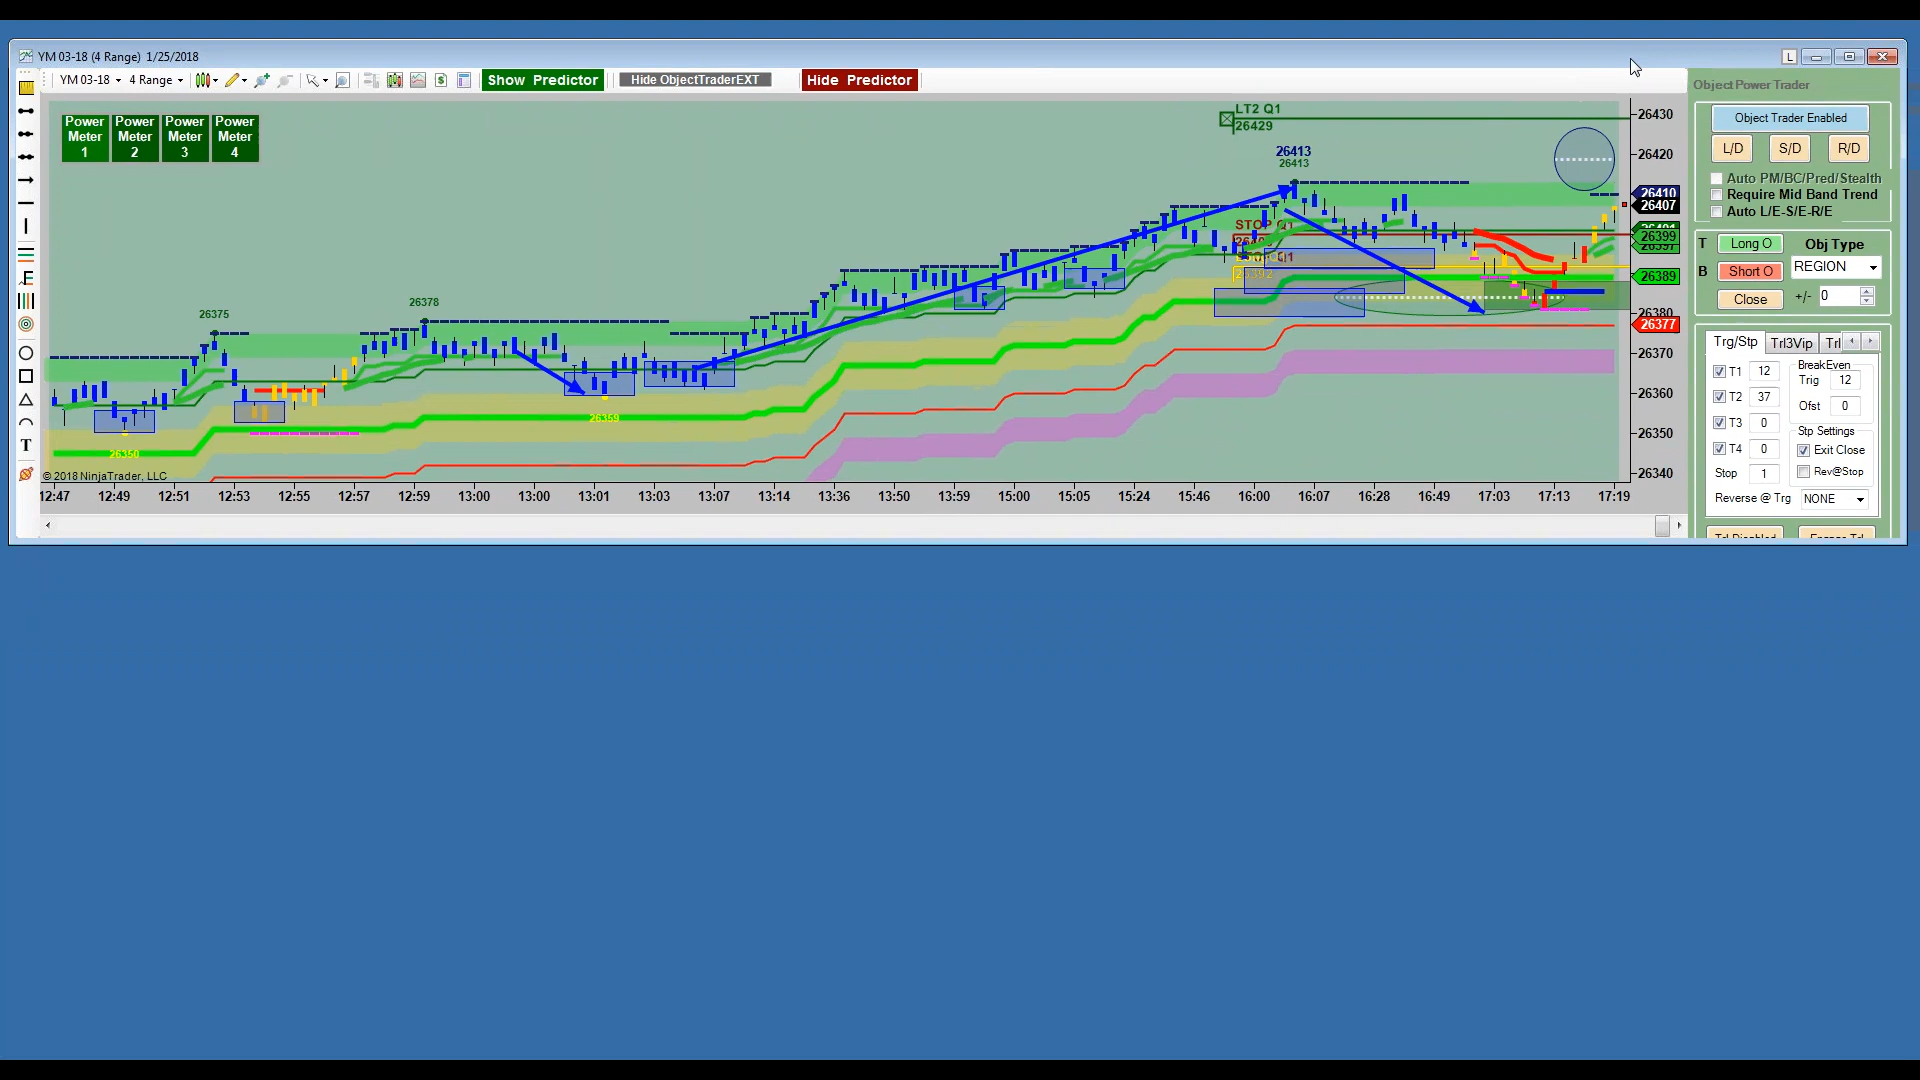 YM 03-18 (4 Range)  1/25/2018
L
YM 03-18 4 Range Show Predictor Hide ObjectTraderEXT Hide Predictor
Object Power Trader
Power Meter 1
Power Meter 2
Power Meter 3
Power Meter 4
Object Trader Enabled
L/D S/D R/D
Auto PM/BC/Pred/Stealth
Require Mid Band Trend
Auto L/E-S/E-R/E
T Long O Obj Type
B Short O REGION
Close +/- 0
Trg/Stp Trl3Vip Trl
T1 12
T2 37
T3 0
T4 0
Stop 1
BreakEven
Trig 12
Ofst 0
Stp Settings
Exit Close
Rev@Stop
Reverse @ Trg NONE
LT2 Q1
26429
26413
26413
STOP Q1
26392
26375
26378
26359
26350
26430
26420
26410
26407
26399
26389
26380
26377
26370
26360
26350
26340
© 2018 NinjaTrader, LLC
12:47 12:49 12:51 12:53 12:55 12:57 12:59 13:00 13:00 13:01 13:03 13:07 13:14 13:36 13:50 13:59 15:00 15:05 15:24 15:46 16:00 16:07 16:28 16:49 17:03 17:13 17:19
E
T